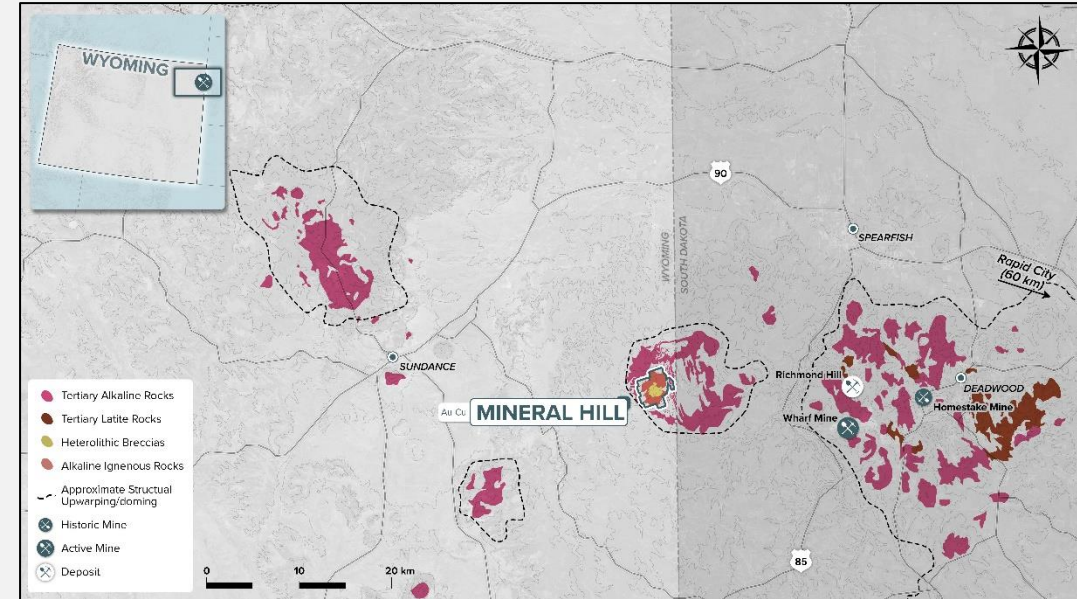 WYOMING
90
WYOMING
SOUTH DAKOTA
SPEARFISH
Rapid City
(60 km)
SUNDANCE
Richmond Hill
DEADWOOD
Homestake Mine
Wharf Mine
Au Cu
MINERAL HILL
85
Tertiary Alkaline Rocks
Tertiary Latite Rocks
Heterolithic Breccias
Alkaline Ignenous Rocks
Approximate Structual
Upwarping/doming
Historic Mine
Active Mine
Deposit
0 10 20 km